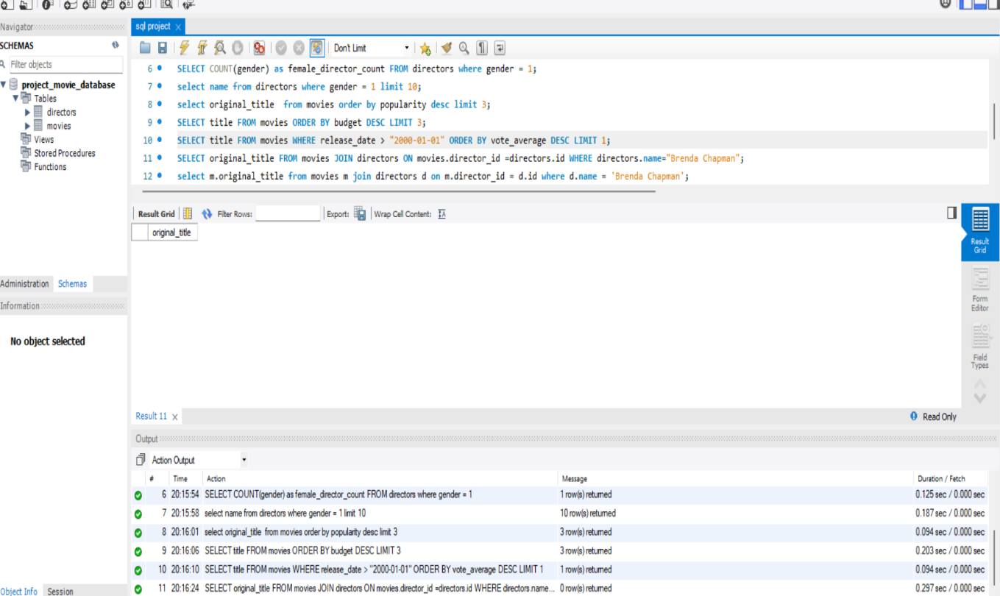 Navigator
sql project x
SCHEMAS
Don't Limit
Filter objects
6 SELECT COUNT(gender) as female_director_count FROM directors where gender = 1;
project_movie_database
7 select name from directors where gender = 1 limit 10;
Tables
8 select original_title  from movies order by popularity desc limit 3;
directors
9 SELECT title FROM movies ORDER BY budget DESC LIMIT 3;
movies
10 SELECT title FROM movies WHERE release_date > "2000-01-01" ORDER BY vote_average DESC LIMIT 1;
Views
Stored Procedures
11 SELECT original_title FROM movies JOIN directors ON movies.director_id =directors.id WHERE directors.name="Brenda Chapman";
Functions
12 select m.original_title from movies m join directors d on m.director_id = d.id where d.name = 'Brenda Chapman';
Result Grid Filter Rows: Export: Wrap Cell Content: IA
original_title
Result
Grid
Administration Schemas
Form
Editor
Information
No object selected
Field
Types
Result 11 x
Read Only
Output
Action Output
# Time Action Message Duration / Fetch
6 20:15:54 SELECT COUNT(gender) as female_director_count FROM directors where gender = 1 1 row(s) returned 0.125 sec / 0.000 sec
7 20:15:58 select name from directors where gender = 1 limit 10 10 row(s) returned 0.187 sec / 0.000 sec
8 20:16:01 select original_title  from movies order by popularity desc limit 3 3 row(s) returned 0.094 sec / 0.000 sec
9 20:16:06 SELECT title FROM movies ORDER BY budget DESC LIMIT 3 3 row(s) returned 0.203 sec / 0.000 sec
10 20:16:10 SELECT title FROM movies WHERE release_date > "2000-01-01" ORDER BY vote_average DESC LIMIT 1 1 row(s) returned 0.094 sec / 0.000 sec
11 20:16:24 SELECT original_title FROM movies JOIN directors ON movies.director_id =directors.id WHERE directors.name... 0 row(s) returned 0.297 sec / 0.000 sec
Object Info Session